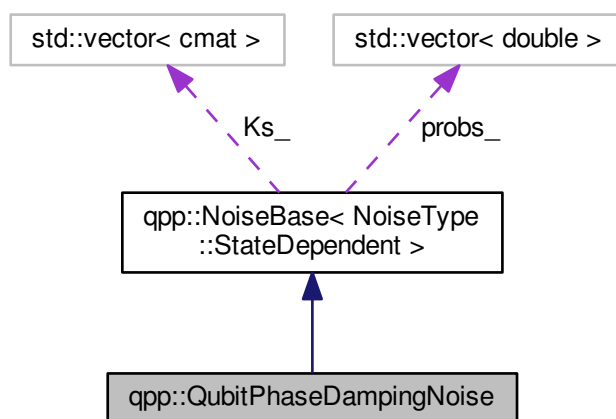 std::vector< cmat >
std::vector< double >
Ks_
probs_
qpp::NoiseBase< NoiseType
::StateDependent >
qpp::QubitPhaseDampingNoise